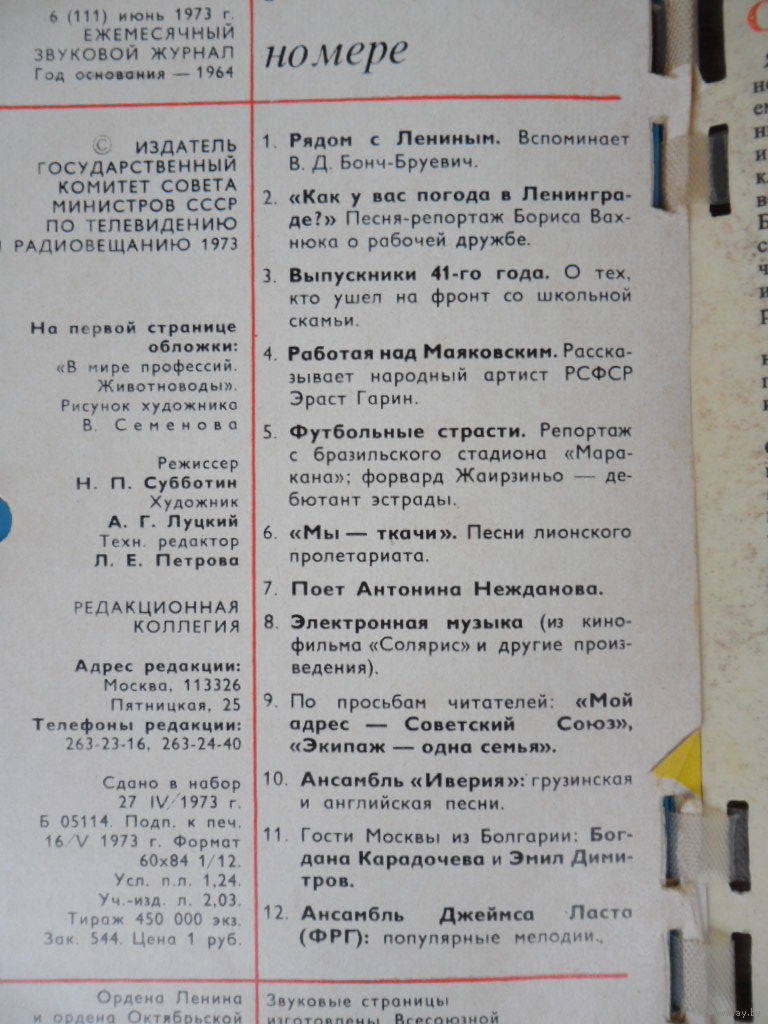 6 (111) июнь 1973 г.
ЕЖЕМЕСЯЧНЫЙ
ЗВУКОВОЙ ЖУРНАЛ
Год основания — 1964
номере
© ИЗДАТЕЛЬ
ГОСУДАРСТВЕННЫЙ
КОМИТЕТ СОВЕТА
МИНИСТРОВ СССР
ПО ТЕЛЕВИДЕНИЮ
И РАДИОВЕЩАНИЮ 1973
На первой странице
обложки:
«В мире профессий.
Животноводы».
Рисунок художника
В. Семенова
Режиссер
Н. П. Субботин
Художник
А. Г. Луцкий
Техн. редактор
Л. Е. Петрова
РЕДАКЦИОННАЯ
КОЛЛЕГИЯ
Адрес редакции:
Москва, 113326
Пятницкая, 25
Телефоны редакции:
263-23-16, 263-24-40
Сдано в набор
27 IV/1973 г.
Б 05114. Подп. к печ.
16/V 1973 г. Формат
60х84 1/12.
Усл. п.л. 1,24.
Уч.-изд. л. 2,03.
Тираж 450 000 экз.
Зак. 544. Цена 1 руб.
Ордена Ленина
и ордена Октябрьской
1. Рядом с Лениным. Вспоминает
В. Д. Бонч-Бруевич.
2. «Как у вас погода в Ленингра-
де?» Песня-репортаж Бориса Вах-
нюка о рабочей дружбе.
3. Выпускники 41-го года. О тех,
кто ушел на фронт со школьной
скамьи.
4. Работая над Маяковским. Расска-
зывает народный артист РСФСР
Эраст Гарин.
5. Футбольные страсти. Репортаж
с бразильского стадиона «Мара-
кана»; форвард Жаирзиньо — де-
бютант эстрады.
6. «Мы — ткачи». Песни лионского
пролетариата.
7. Поет Антонина Нежданова.
8. Электронная музыка (из кино-
фильма «Солярис» и другие произ-
ведения).
9. По просьбам читателей: «Мой
адрес — Советский Союз»,
«Экипаж — одна семья».
10. Ансамбль «Иверия»: грузинская
и английская песни.
11. Гости Москвы из Болгарии: Бог-
дана Карадочева и Эмил Дими-
тров.
12. Ансамбль Джеймса Ласта
(ФРГ): популярные мелодии.
Звуковые страницы
изготовлены Всесоюзной